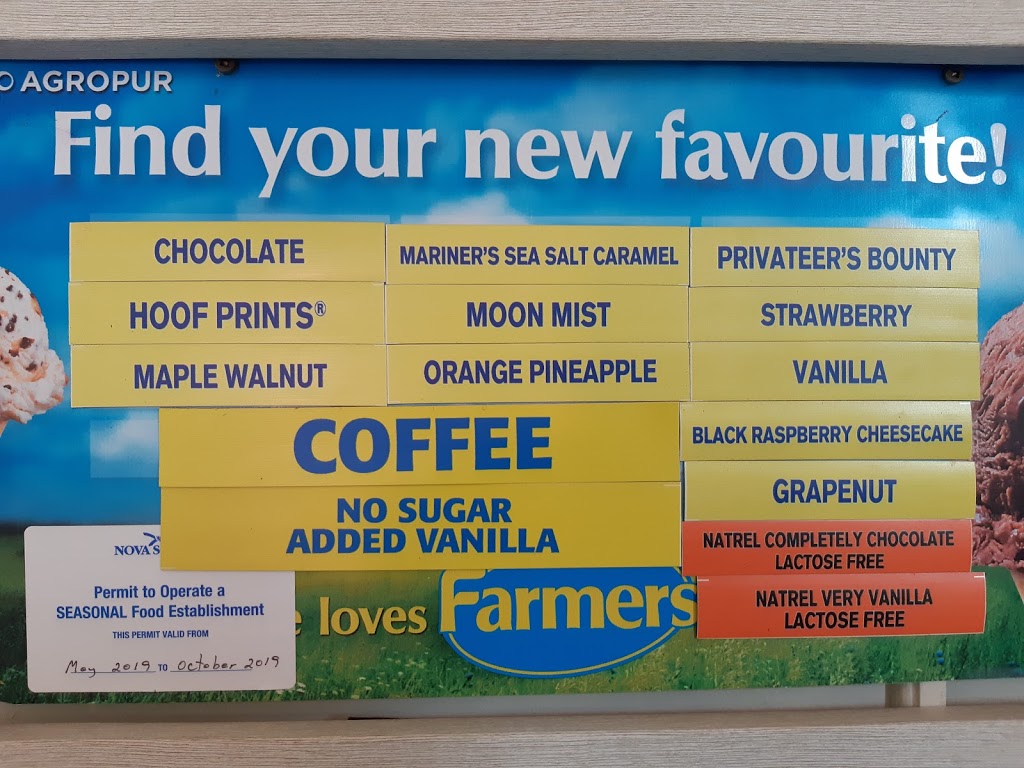 AGROPUR
Find your new favourite!
CHOCOLATE
MARINER'S SEA SALT CARAMEL
PRIVATEER'S BOUNTY
HOOF PRINTS®
MOON MIST
STRAWBERRY
MAPLE WALNUT
ORANGE PINEAPPLE
VANILLA
COFFEE
BLACK RASPBERRY CHEESECAKE
NO SUGAR
ADDED VANILLA
GRAPENUT
NATREL COMPLETELY CHOCOLATE
LACTOSE FREE
NATREL VERY VANILLA
LACTOSE FREE
loves Farmers
Permit to Operate a
SEASONAL Food Establishment
THIS PERMIT VALID FROM
May 2019 TO October 2019